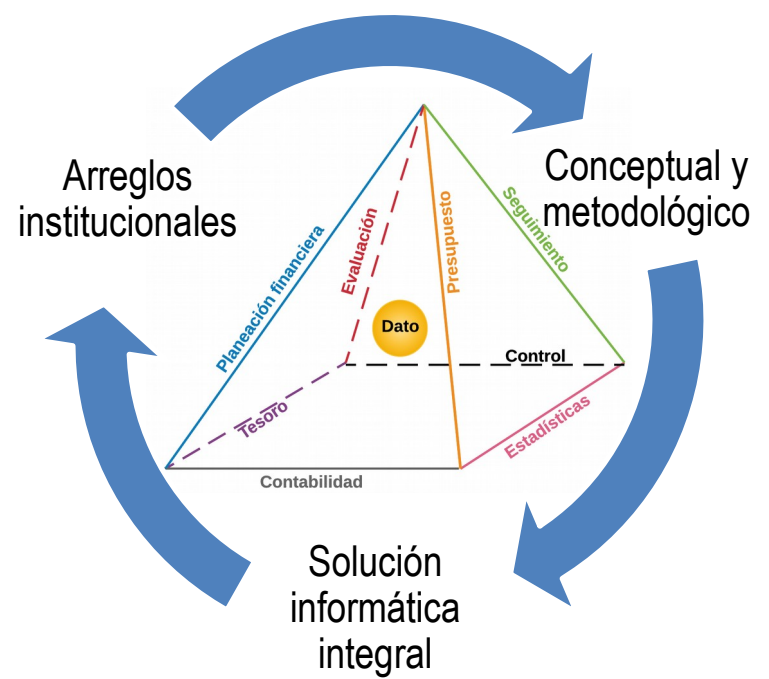 Arreglos
institucionales
Conceptual y
metodológico
Planeación financiera
Evaluación
Presupuesto
Seguimiento
Dato
Control
Tesoro
Estadísticas
Contabilidad
Solución
informática
integral